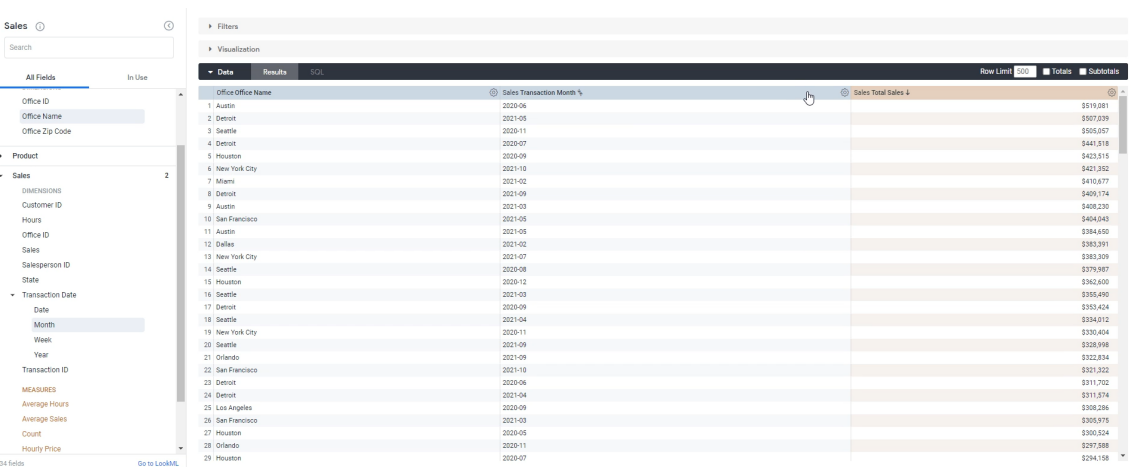 Sales
Search
All Fields In Use
Office ID
Office Name
Office Zip Code
Product
Sales 2
DIMENSIONS
Customer ID
Hours
Office ID
Sales
Salesperson ID
State
Transaction Date
Date
Month
Week
Year
Transaction ID
MEASURES
Average Hours
Average Sales
Count
Hourly Price
34 fields Go to LookML
Filters
Visualization
Data Results SQL Row Limit 500 Totals Subtotals
Office Office Name Sales Transaction Month Sales Total Sales ↓
1 Austin 2020-06 $519,081
2 Detroit 2021-05 $507,039
3 Seattle 2020-11 $505,057
4 Detroit 2020-07 $441,518
5 Houston 2020-09 $423,515
6 New York City 2021-10 $421,352
7 Miami 2021-02 $410,677
8 Detroit 2021-09 $409,174
9 Austin 2021-03 $408,230
10 San Francisco 2021-05 $404,043
11 Austin 2021-05 $384,650
12 Dallas 2021-02 $383,391
13 New York City 2021-07 $383,309
14 Seattle 2020-08 $379,987
15 Houston 2020-12 $362,600
16 Seattle 2021-03 $355,490
17 Detroit 2020-09 $353,424
18 Seattle 2021-04 $334,012
19 New York City 2020-11 $330,404
20 Seattle 2021-09 $328,998
21 Orlando 2021-09 $322,834
22 San Francisco 2021-10 $321,322
23 Detroit 2020-06 $311,702
24 Detroit 2021-04 $311,574
25 Los Angeles 2020-09 $308,286
26 San Francisco 2021-03 $305,975
27 Houston 2020-05 $300,524
28 Orlando 2020-11 $297,588
29 Houston 2020-07 $294,158